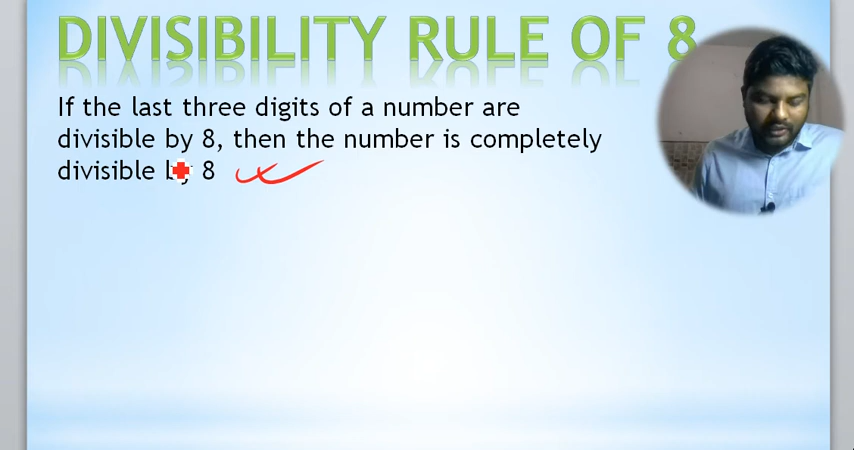 DIVISIBILITY RULE OF 8
If the last three digits of a number are
divisible by 8, then the number is completely
divisible by 8